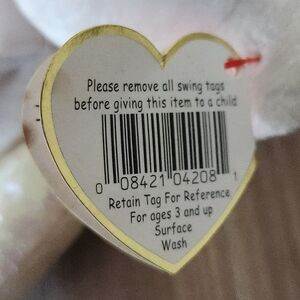 Please remove all swing tags
before giving this item to a child
0 08421 04208 1
Retain Tag For Reference
For ages 3 and up
Surface
Wash